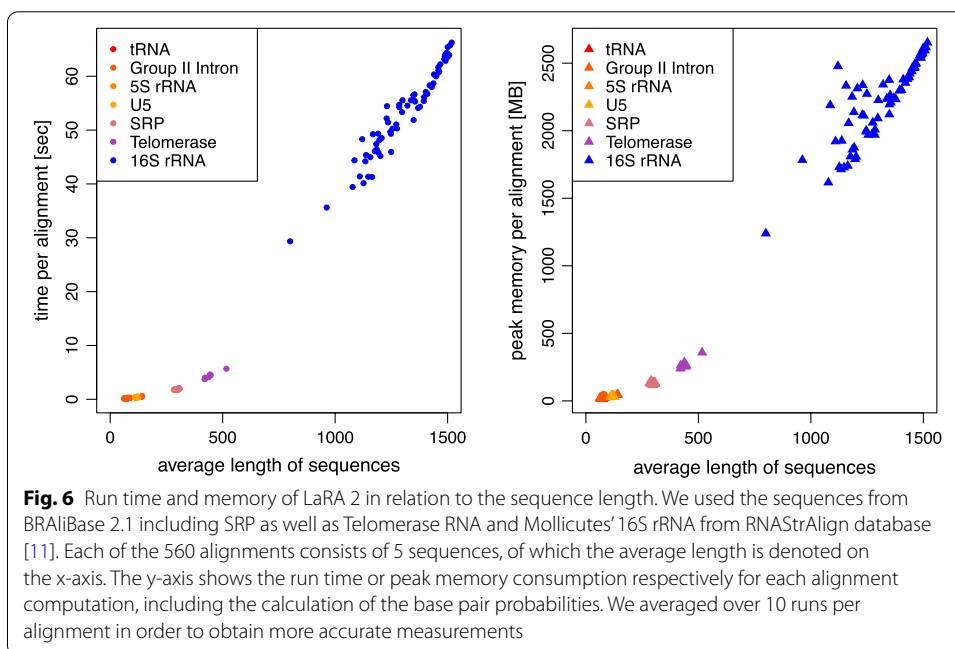 tRNA
Group II Intron
5S rRNA
U5
SRP
Telomerase
16S rRNA
time per alignment [sec]
0
10
20
30
40
50
60
0
500
1000
1500
average length of sequences
tRNA
Group II Intron
5S rRNA
U5
SRP
Telomerase
16S rRNA
peak memory per alignment [MB]
0
500
1000
1500
2000
2500
0
500
1000
1500
average length of sequences
Fig. 6 Run time and memory of LaRA 2 in relation to the sequence length. We used the sequences from
BRAliBase 2.1 including SRP as well as Telomerase RNA and Mollicutes’ 16S rRNA from RNAStrAlign database
[11]. Each of the 560 alignments consists of 5 sequences, of which the average length is denoted on
the x-axis. The y-axis shows the run time or peak memory consumption respectively for each alignment
computation, including the calculation of the base pair probabilities. We averaged over 10 runs per
alignment in order to obtain more accurate measurements